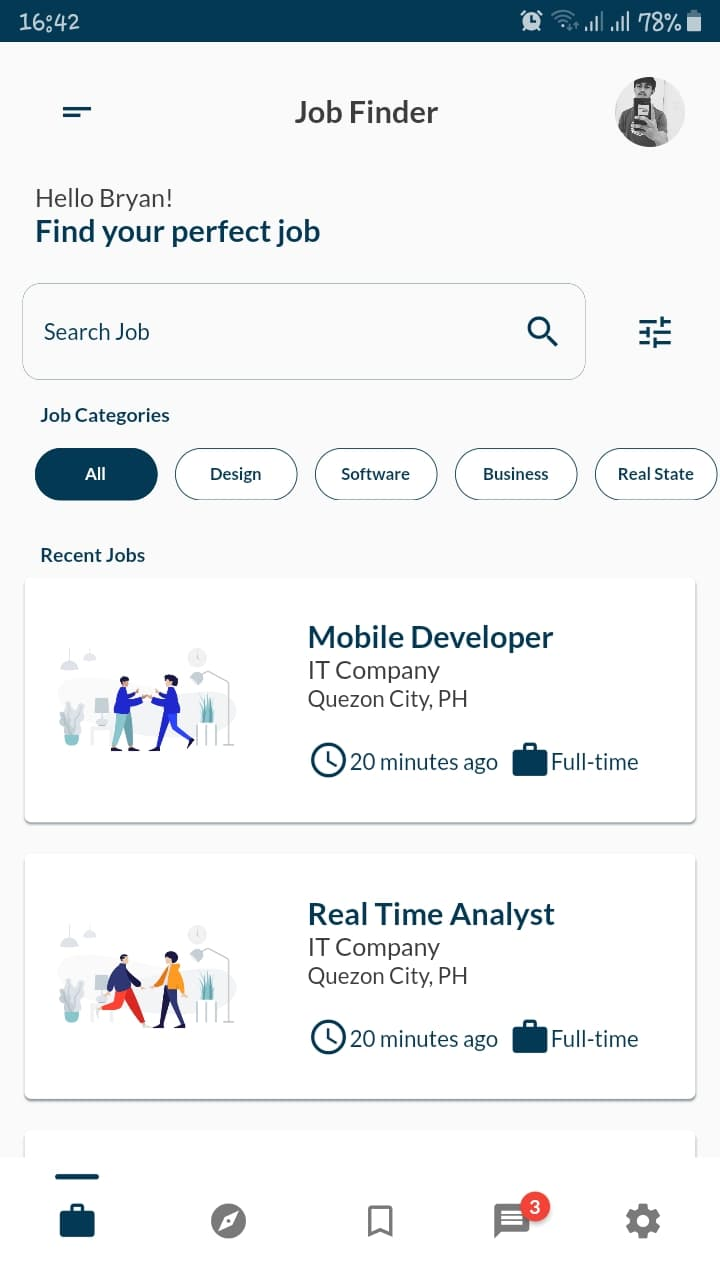 16:42
78%
Job Finder
Hello Bryan!
Find your perfect job
Search Job
Job Categories
All Design Software Business Real State
Recent Jobs
Mobile Developer
IT Company
Quezon City, PH
20 minutes ago Full-time
Real Time Analyst
IT Company
Quezon City, PH
20 minutes ago Full-time
3